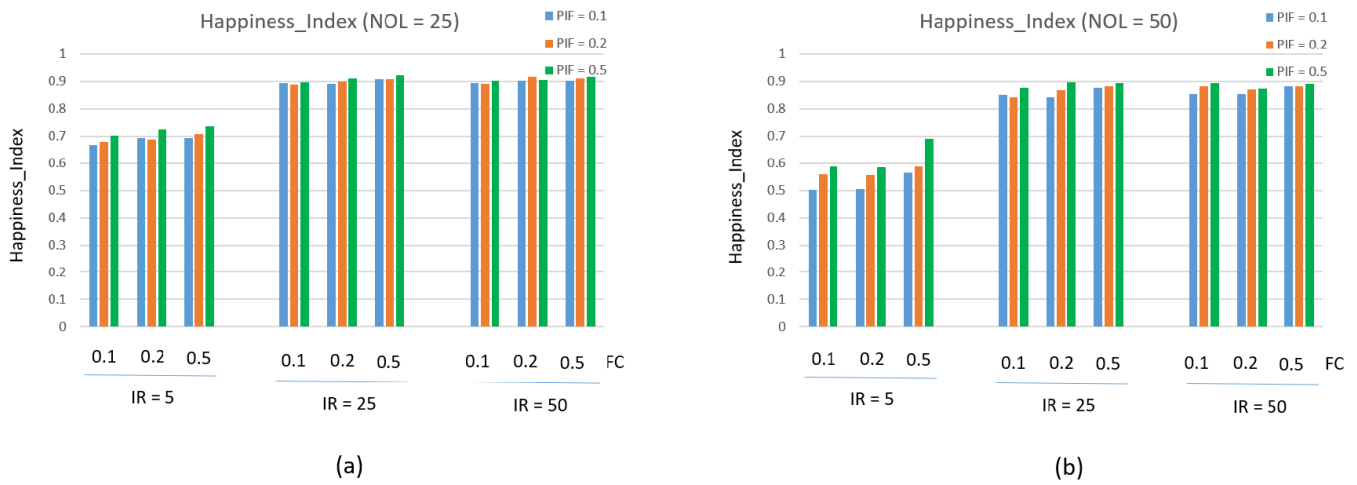 Happiness_Index (NOL = 25)
PIF = 0.1
PIF = 0.2
PIF = 0.5
1
0.9
0.8
0.7
0.6
0.5
0.4
0.3
0.2
0.1
0
Happiness_Index
0.1 0.2 0.5 0.1 0.2 0.5 0.1 0.2 0.5 FC
IR = 5 IR = 25 IR = 50
(a)
Happiness_Index (NOL = 50)
PIF = 0.1
PIF = 0.2
PIF = 0.5
1
0.9
0.8
0.7
0.6
0.5
0.4
0.3
0.2
0.1
0
Happiness_Index
0.1 0.2 0.5 0.1 0.2 0.5 0.1 0.2 0.5 FC
IR = 5 IR = 25 IR = 50
(b)